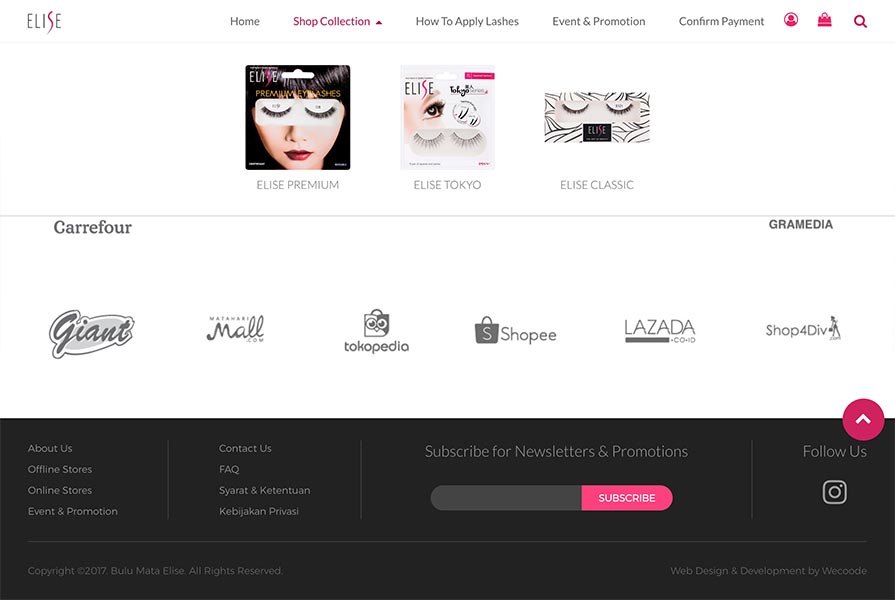 ELISE
Home
Shop Collection
How To Apply Lashes
Event & Promotion
Confirm Payment
ELISE
PREMIUM EYELASHES
ELISE
Tokyo
ELISE
ELISE PREMIUM
ELISE TOKYO
ELISE CLASSIC
Carrefour
GRAMEDIA
Giant
MATAHARI
Mall
.COM
tokopedia
Shopee
LAZADA
•CO•ID
Shop4Div
About Us
Offline Stores
Online Stores
Event & Promotion
Contact Us
FAQ
Syarat & Ketentuan
Kebijakan Privasi
Subscribe for Newsletters & Promotions
SUBSCRIBE
Follow Us
Copyright ©2017. Bulu Mata Elise. All Rights Reserved.
Web Design & Development by Wecoode